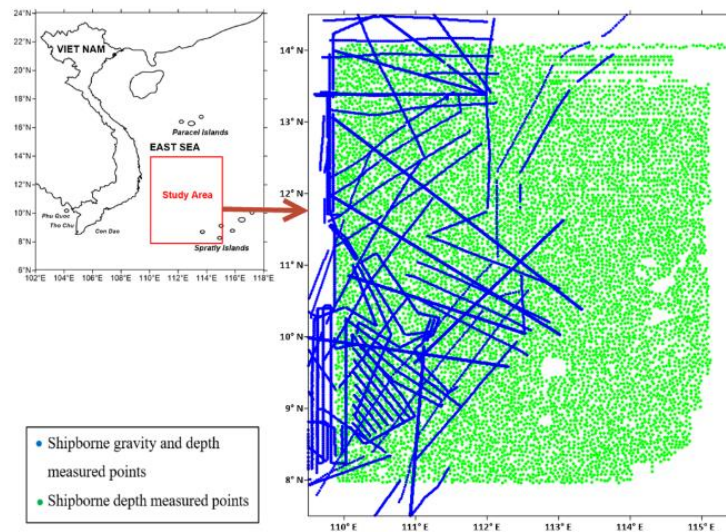 24°N
22°N
20°N
18°N
16°N
14°N
12°N
10°N
8°N
6°N
102°E 104°E 106°E 108°E 110°E 112°E 114°E 116°E 118°E
VIET NAM
Paracel Islands
EAST SEA
Study Area
Phu Quoc
Tho Chu
Con Dao
Spratly Islands
14°N
13°N
12°N
11°N
10°N
9°N
8°N
110°E 111°E 112°E 113°E 114°E 115°E
Shipborne gravity and depth
measured points
Shipborne depth measured points